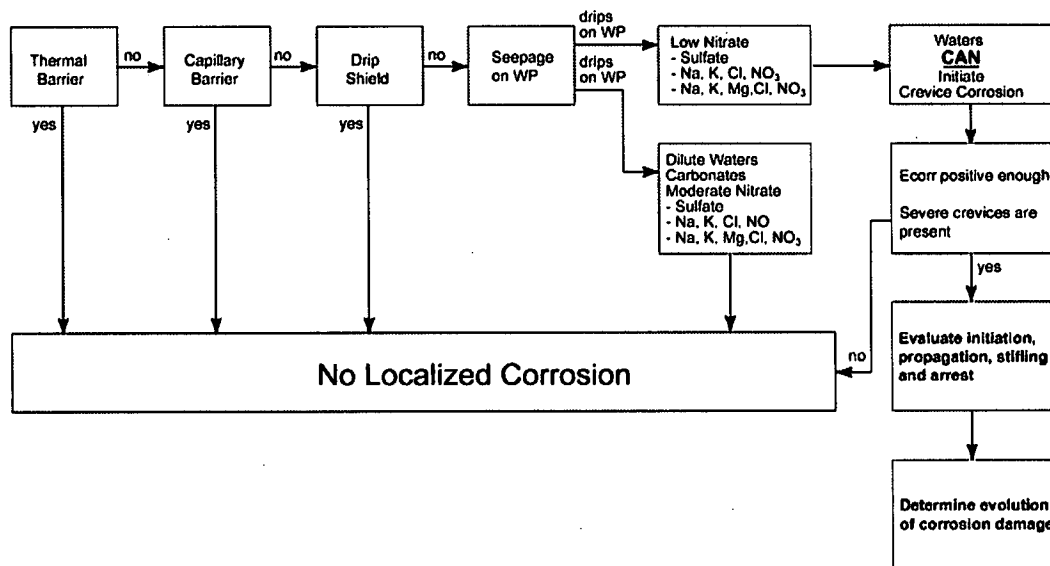 Thermal
Barrier
no
Capillary
Barrier
no
Drip
Shield
no
Seepage
on WP
drips
on WP
drips
on WP
Low Nitrate
- Sulfate
- Na, K, Cl, NO₃
- Na, K, Mg,Cl, NO₃
Waters
CAN
Initiate
Crevice Corrosion
yes
yes
yes
Dilute Waters
Carbonates
Moderate Nitrate
- Sulfate
- Na, K, Cl, NO
- Na, K, Mg,Cl, NO₃
Ecorr positive enough
Severe crevices are
present
yes
no
Evaluate initiation,
propagation, stifling
and arrest
No Localized Corrosion
Determine evolution
of corrosion damage